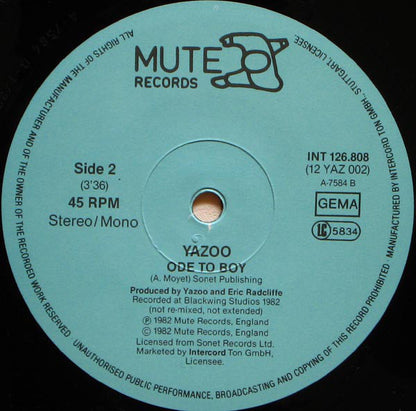 MUTE
RECORDS
Side 2
(3'36)
45 RPM
Stereo/Mono
INT 126.808
(12 YAZ 002)
A-7584 B
GEMA
LC 5834
YAZOO
ODE TO BOY
(A. Moyet) Sonet Publishing
Produced by Yazoo and Eric Radcliffe
Recorded at Blackwing Studios 1982
(not re-mixed, not extended)
Ⓟ 1982 Mute Records, England
© 1982 Mute Records, England
Licensed from Sonet Records Ltd.
Marketed by Intercord Ton GmbH,
Licensee.
ALL RIGHTS OF THE MANUFACTURER AND OF THE OWNER OF THE RECORDED WORK RESERVED
UNAUTHORISED PUBLIC PERFORMANCE, BROADCASTING AND COPYING OF THIS RECORD PROHIBITED
MANUFACTURED BY INTERCORD TON GMBH., STUTTGART, LICENSEE.